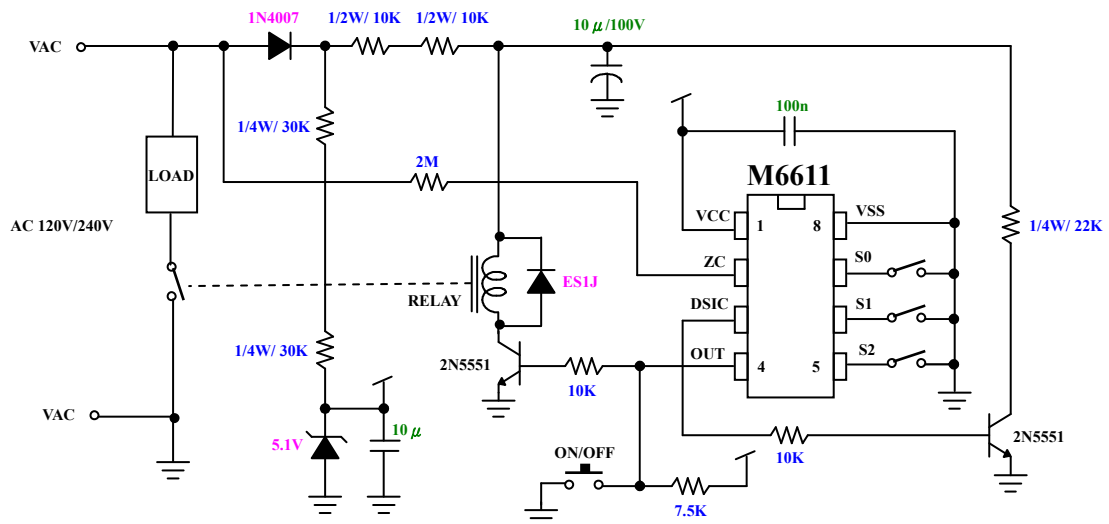 1N4007
1/2W/ 10K
1/2W/ 10K
10 μ/100V
VAC
1/4W/ 30K
100n
2M
M6611
LOAD
VCC
1
8
VSS
AC 120V/240V
1/4W/ 22K
ZC
S0
ES1J
RELAY
DSIC
S1
1/4W/ 30K
2N5551
OUT
4
5
S2
10K
VAC
5.1V
10 μ
ON/OFF
10K
2N5551
7.5K